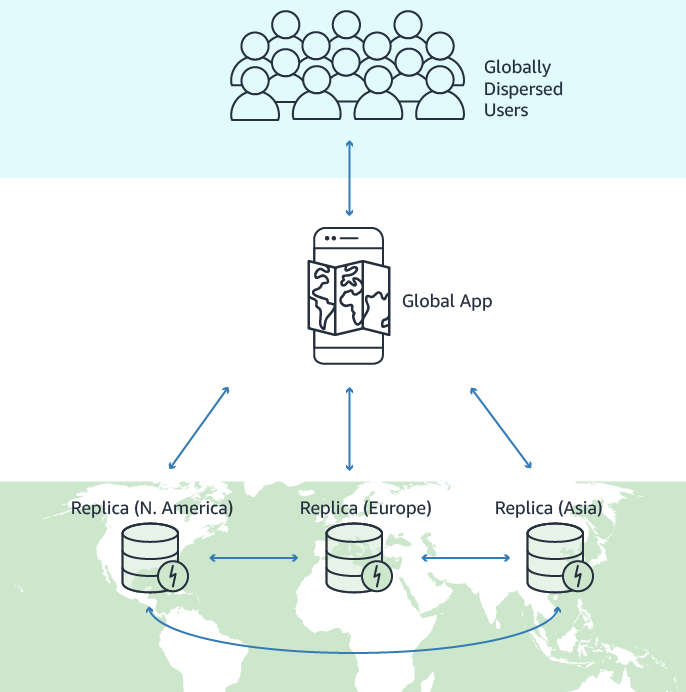 Globally
Dispersed
Users
Global App
Replica (N. America)
Replica (Europe)
Replica (Asia)